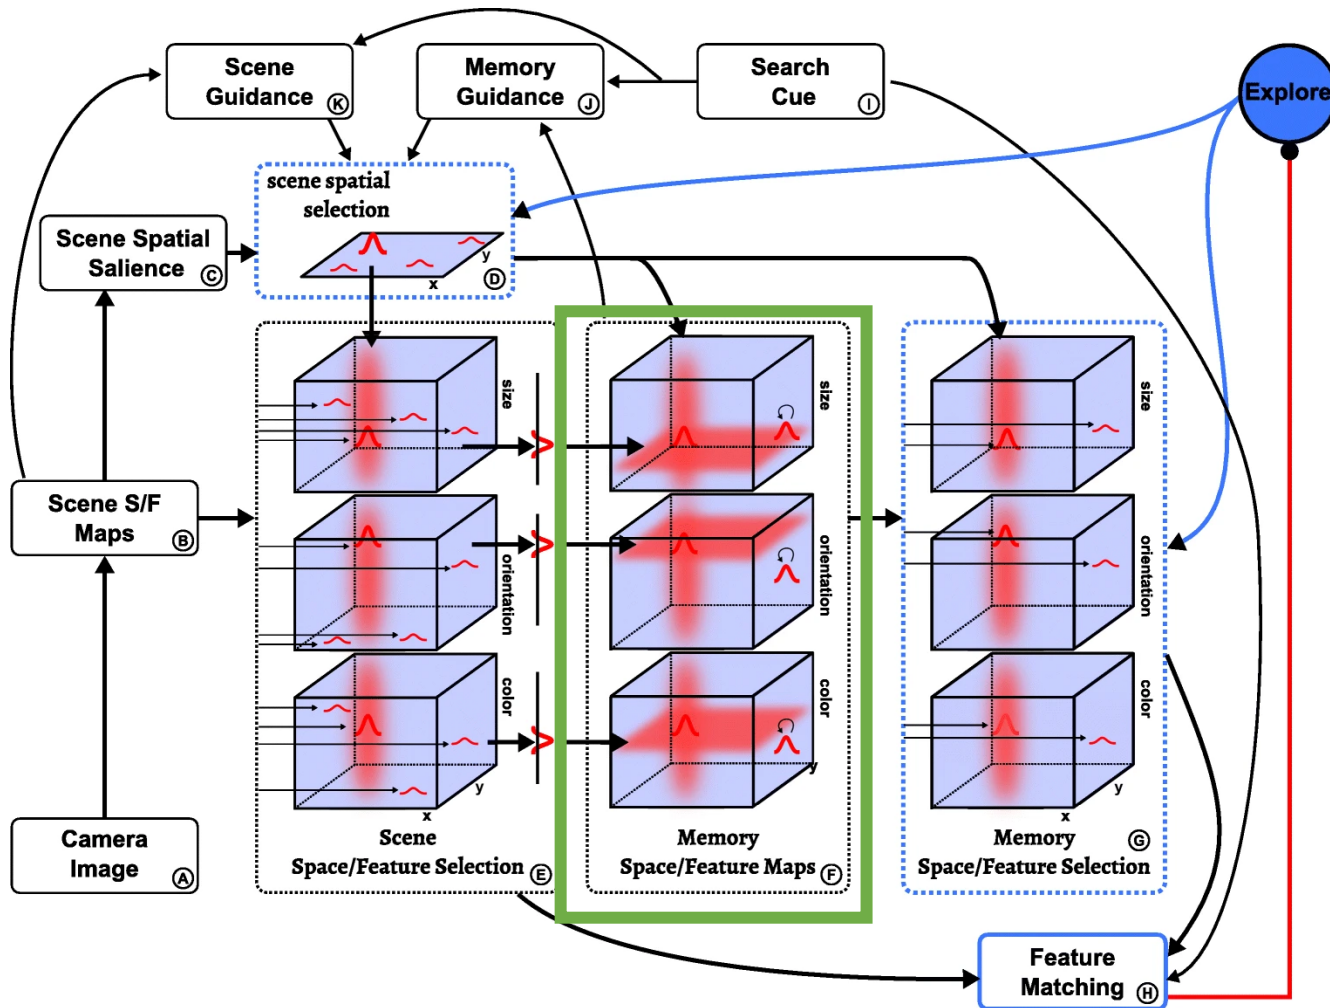 Scene
Guidance
K
Memory
Guidance
J
Search
Cue
I
Explore
scene spatial
selection
y
x
D
Scene Spatial
Salience
C
Scene S/F
Maps
B
Camera
Image
A
size
orientation
color
y
x
Scene
Space/Feature Selection
E
size
orientation
color
y
Memory
Space/Feature Maps
F
size
orientation
color
y
x
Memory
Space/Feature Selection
G
Feature
Matching
H